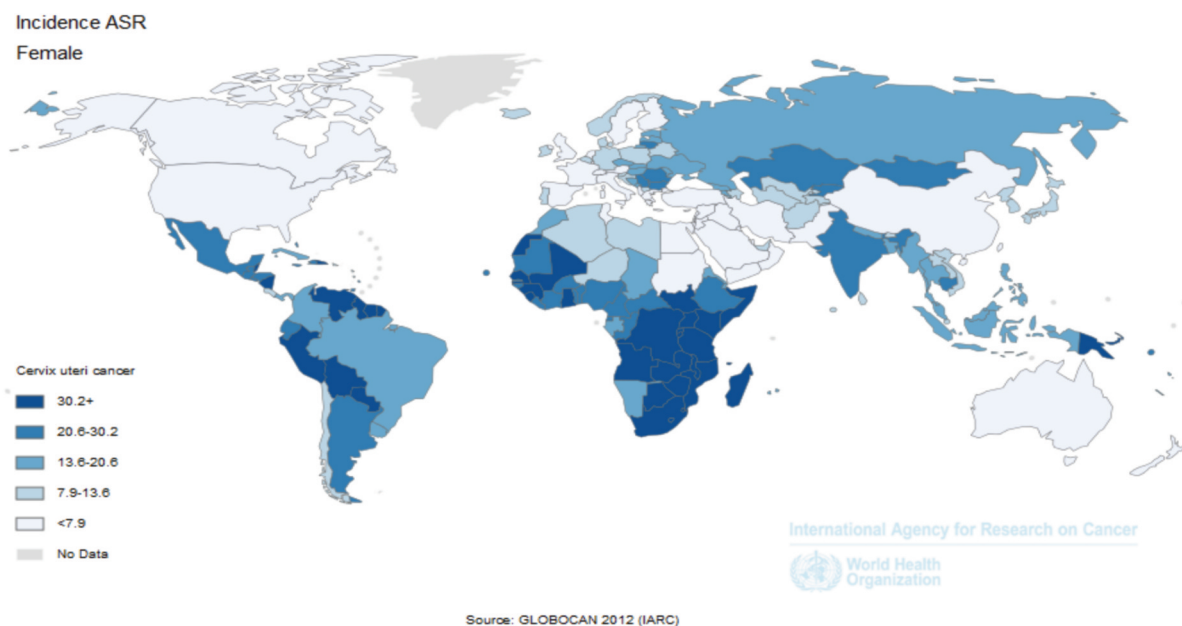 Incidence ASR
Female
Cervix uteri cancer
30.2+
20.6-30.2
13.6-20.6
7.9-13.6
<7.9
No Data
International Agency for Research on Cancer
World Health
Organization
Source: GLOBOCAN 2012 (IARC)